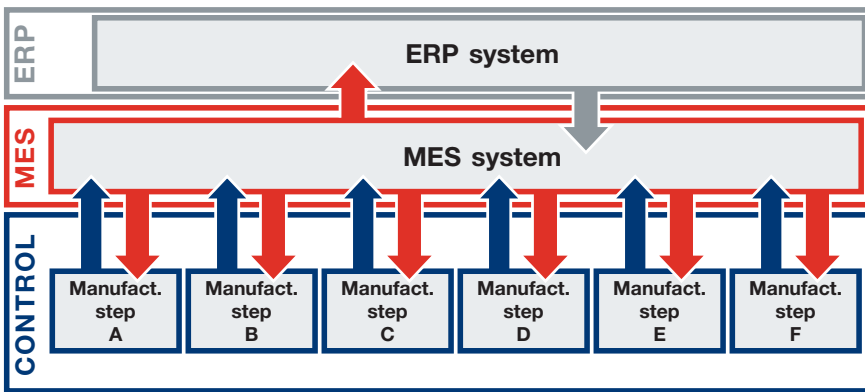 ERP
ERP system
MES
MES system
CONTROL
Manufact.
step
A
Manufact.
step
B
Manufact.
step
C
Manufact.
step
D
Manufact.
step
E
Manufact.
step
F